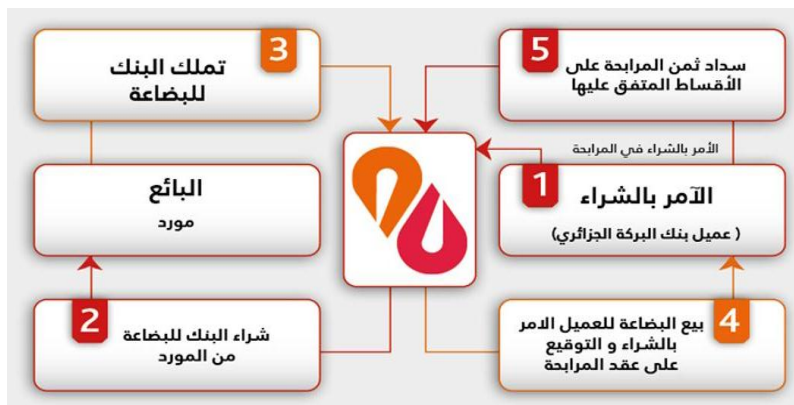 5
سداد ثمن المرابحة على
الأقساط المتفق عليها
3
تملك البنك
للبضاعة
الأمر بالشراء في المرابحة
1
الآمر بالشراء
( عميل بنك البركة الجزائري)
البائع
مورد
4
بيع البضاعة للعميل الامر
بالشراء و التوقيع
على عقد المرابحة
2
شراء البنك للبضاعة
من المورد